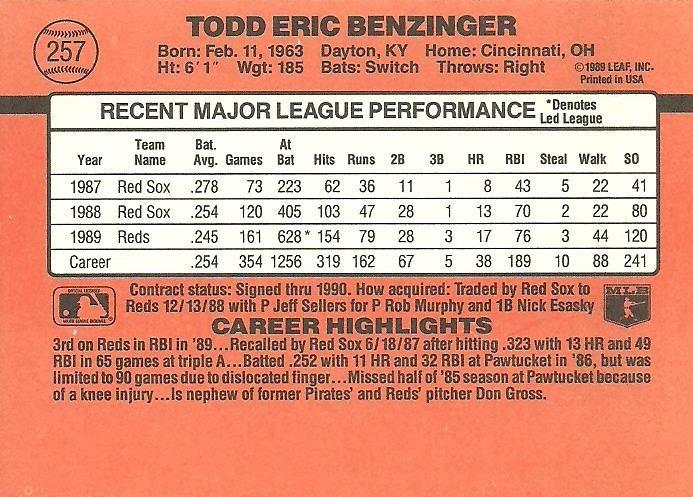 257
TODD ERIC BENZINGER
Born: Feb. 11, 1963 Dayton, KY Home: Cincinnati, OH
Ht: 6'1" Wgt: 185 Bats: Switch Throws: Right
©1989 LEAF, INC.
Printed in USA
RECENT MAJOR LEAGUE PERFORMANCE *Denotes Led League
Year Team Name Bat. Avg. Games At Bat Hits Runs 2B 3B HR RBI Steal Walk SO
1987 Red Sox .278 73 223 62 36 11 1 8 43 5 22 41
1988 Red Sox .254 120 405 103 47 28 1 13 70 2 22 80
1989 Reds .245 161 628* 154 79 28 3 17 76 3 44 120
Career .254 354 1256 319 162 67 5 38 189 10 88 241
Contract status: Signed thru 1990. How acquired: Traded by Red Sox to
Reds 12/13/88 with P Jeff Sellers for P Rob Murphy and 1B Nick Esasky
MLB
CAREER HIGHLIGHTS
3rd on Reds in RBI in '89...Recalled by Red Sox 6/18/87 after hitting .323 with 13 HR and 49
RBI in 65 games at triple A...Batted .252 with 11 HR and 32 RBI at Pawtucket in '86, but was
limited to 90 games due to dislocated finger...Missed half of '85 season at Pawtucket because
of a knee injury...Is nephew of former Pirates' and Reds' pitcher Don Gross.